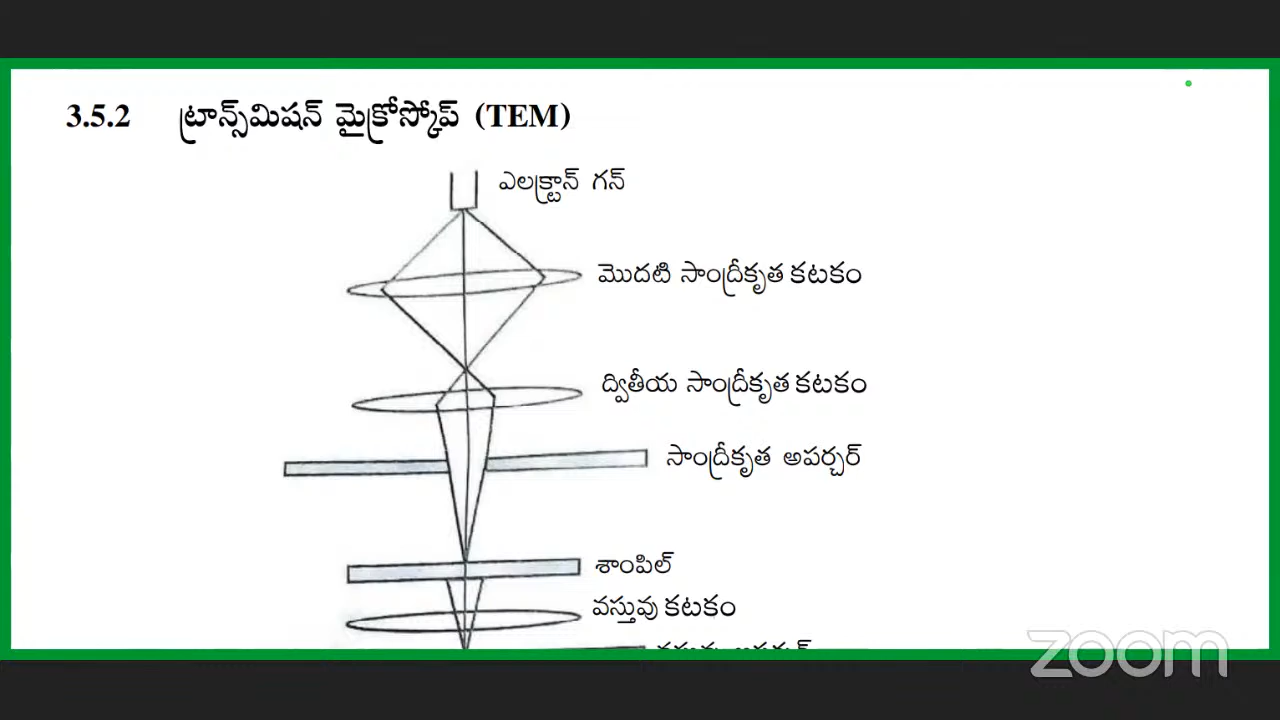 3.5.2 ట్రాన్స్‌మిషన్ మైక్రోస్కోప్ (TEM)
ఎలక్ట్రాన్ గన్
మొదటి సాంద్రీకృత కటకం
ద్వితీయ సాంద్రీకృత కటకం
సాంద్రీకృత అపర్చర్
శాంపిల్
వస్తువు కటకం
zoom